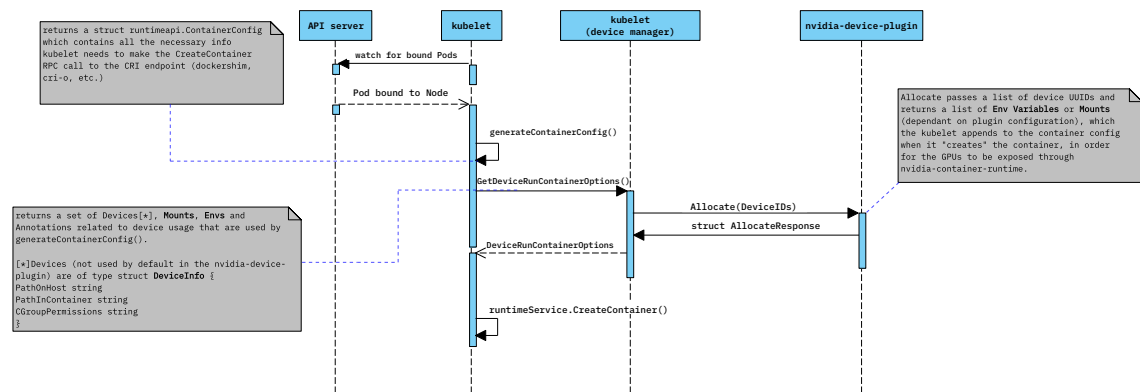 API server
kubelet
kubelet
(device manager)
nvidia-device-plugin
returns a struct runtimeapi.ContainerConfig
which contains all the necessary info
kubelet needs to make the CreateContainer
RPC call to the CRI endpoint (dockershim,
cri-o, etc.)
watch for bound Pods
Pod bound to Node
Allocate passes a list of device UUIDs and
returns a list of Env Variables or Mounts
(dependant on plugin configuration), which
the kubelet appends to the container config
when it "creates" the container, in order
for the GPUs to be exposed through
nvidia-container-runtime.
generateContainerConfig()
GetDeviceRunContainerOptions()
Allocate(DeviceIDs)
struct AllocateResponse
DeviceRunContainerOptions
returns a set of Devices[*], Mounts, Envs and
Annotations related to device usage that are used by
generateContainerConfig().
[*]Devices (not used by default in the nvidia-device-
plugin) are of type struct DeviceInfo {
PathOnHost string
PathInContainer string
CGroupPermissions string
}
runtimeService.CreateContainer()